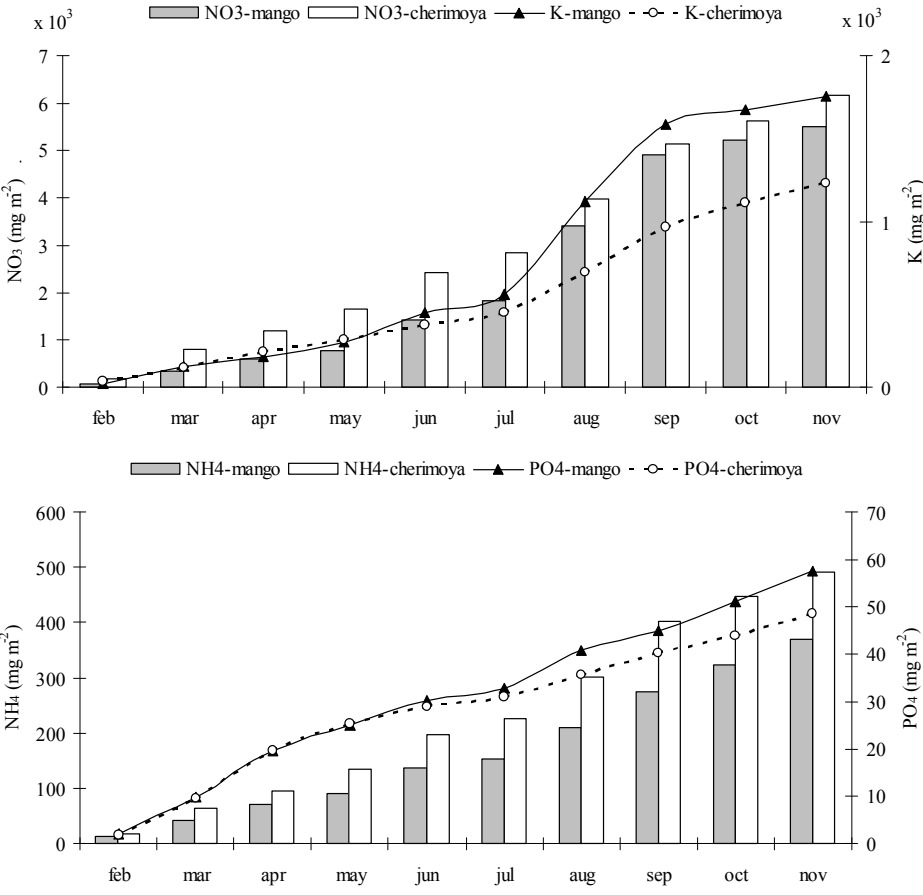 NO3-mango NO3-cherimoya K-mango K-cherimoya
x 10³ x 10³
7 2
6
5
4
3
2
1
0
1
0
NO₃ (mg m⁻²) .
K (mg m⁻²)
feb mar apr may jun jul aug sep oct nov
NH4-mango NH4-cherimoya PO4-mango PO4-cherimoya
600 70
500
400
300
200
100
0
60
50
40
30
20
10
0
NH₄ (mg m⁻²)
PO₄ (mg m⁻²)
feb mar apr may jun jul aug sep oct nov